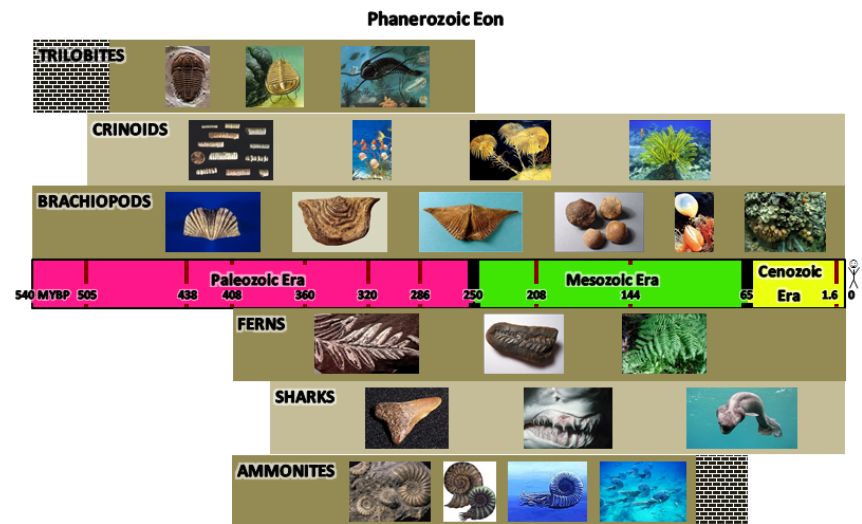 Phanerozoic Eon
TRILOBITES
CRINOIDS
BRACHIOPODS
Paleozoic Era
Mesozoic Era
Cenozoic
Era
540 MYBP 505 438 408 360 320 286 250 208 144 65 1.6 0
FERNS
SHARKS
AMMONITES